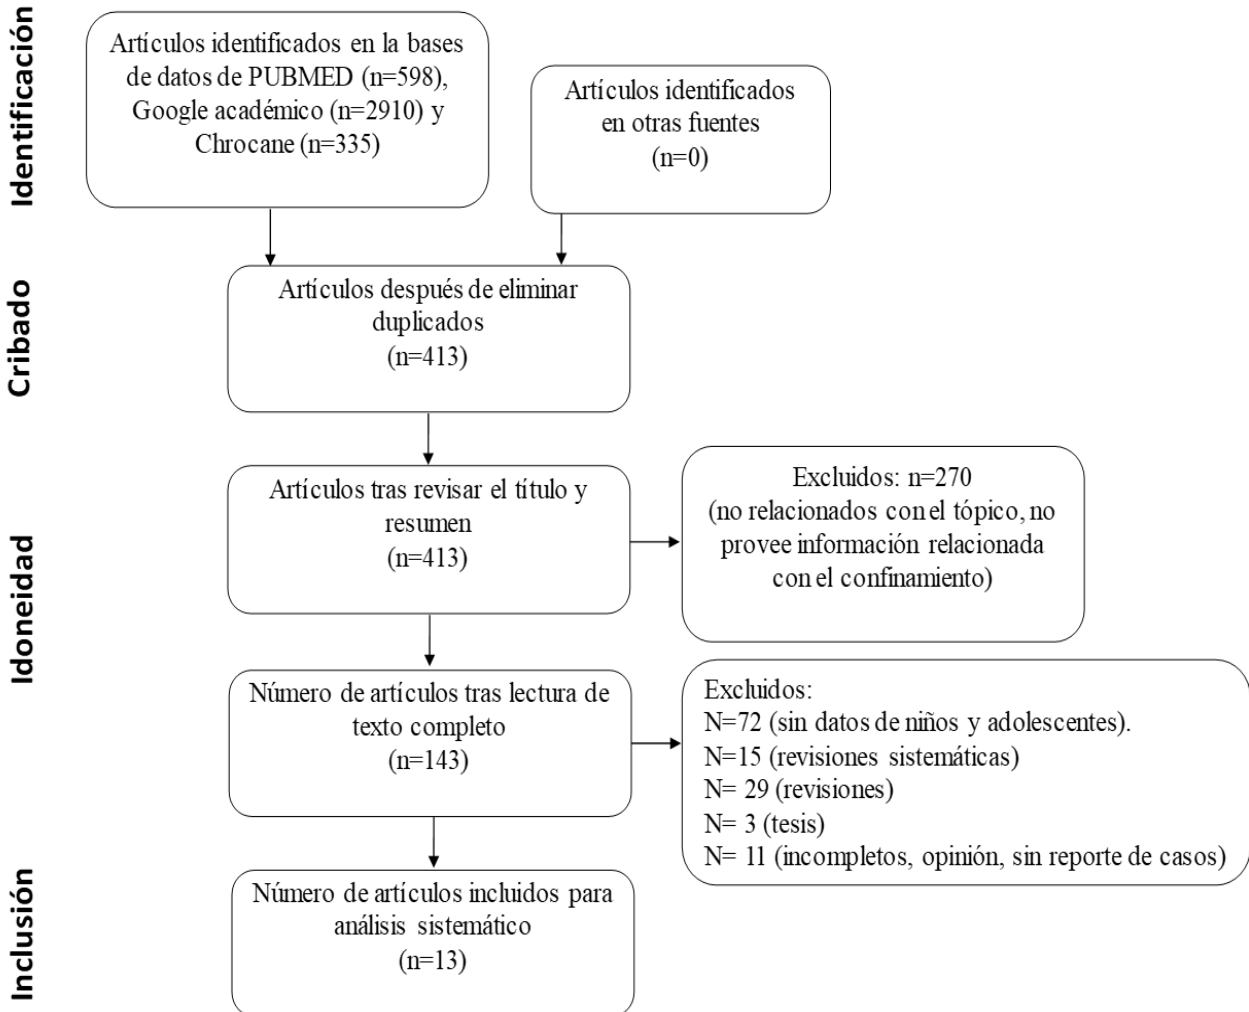 Identificación
Artículos identificados en la bases
de datos de PUBMED (n=598),
Google académico (n=2910) y
Chrocane (n=335)
Artículos identificados
en otras fuentes
(n=0)
Cribado
Artículos después de eliminar
duplicados
(n=413)
Idoneidad
Artículos tras revisar el título y
resumen
(n=413)
Excluidos: n=270
(no relacionados con el tópico, no
provee información relacionada
con el confinamiento)
Número de artículos tras lectura de
texto completo
(n=143)
Excluidos:
N=72 (sin datos de niños y adolescentes).
N=15 (revisiones sistemáticas)
N= 29 (revisiones)
N= 3 (tesis)
N= 11 (incompletos, opinión, sin reporte de casos)
Inclusión
Número de artículos incluidos para
análisis sistemático
(n=13)